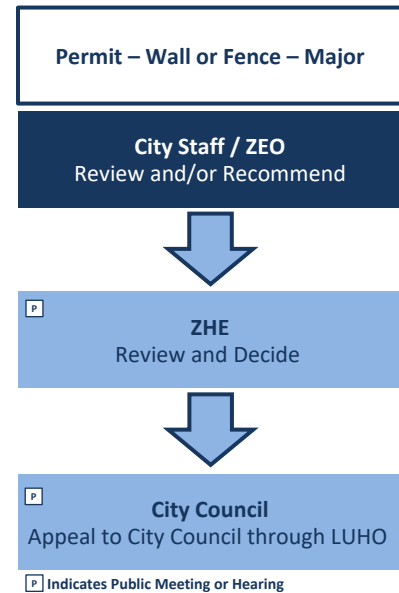 Permit – Wall or Fence – Major
City Staff / ZEO
Review and/or Recommend
P
ZHE
Review and Decide
P
City Council
Appeal to City Council through LUHO
P Indicates Public Meeting or Hearing